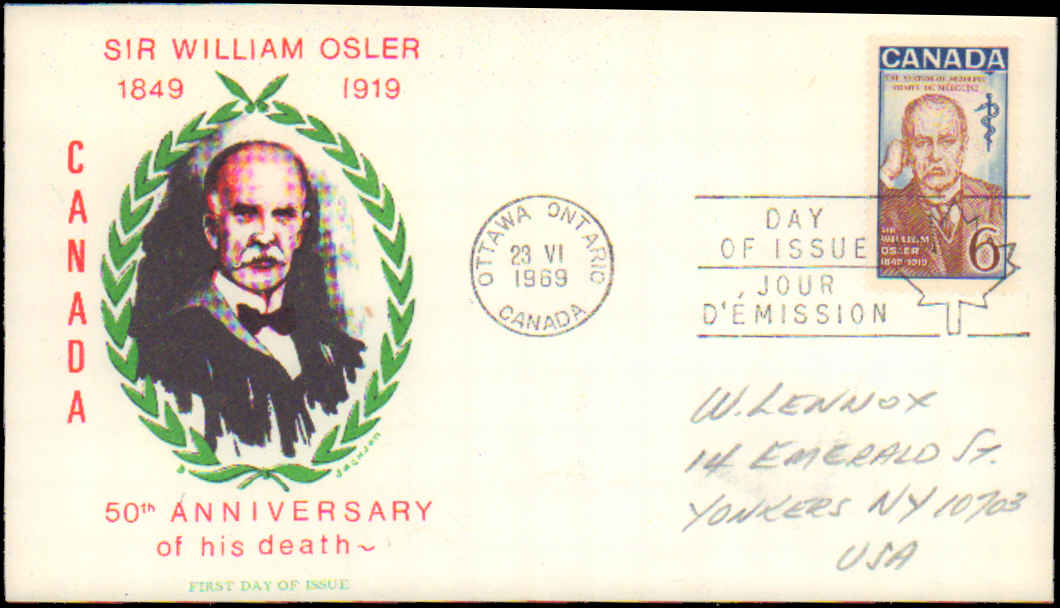 SIR WILLIAM OSLER
1849 1919
CANADA
50th ANNIVERSARY
of his death~
FIRST DAY OF ISSUE
JACKSON
OTTAWA ONTARIO
23 VI
1969
CANADA
DAY
OF ISSUE
JOUR
D'ÉMISSION
CANADA
SIR
WILLIAM
OSLER
1849-1919
6
W. LENNOX
14 EMERALD ST.
YONKERS NY 10703
USA